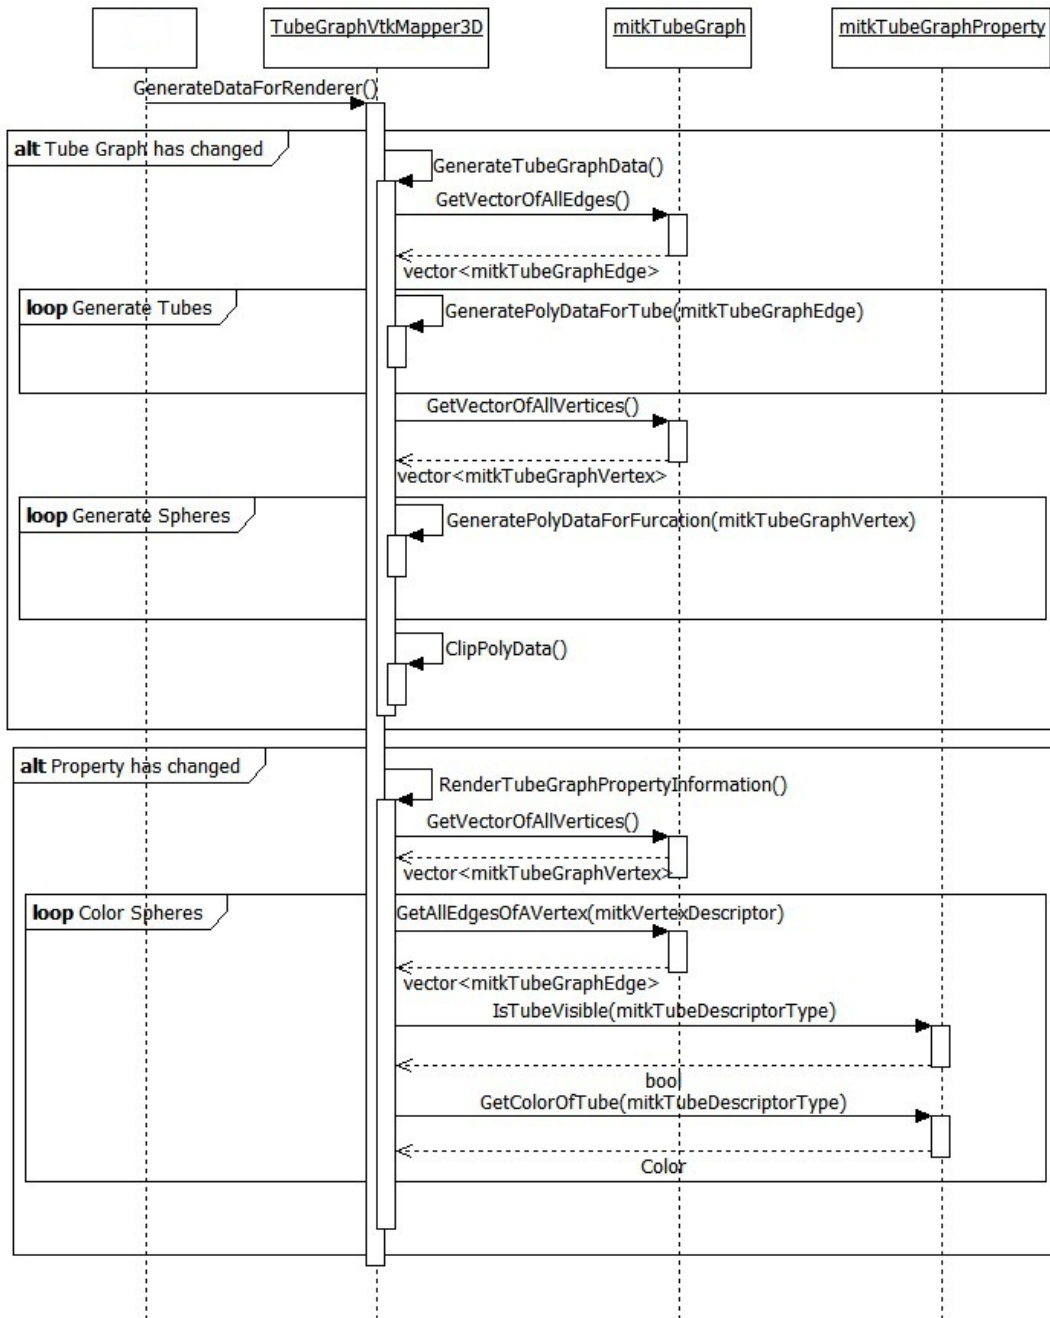 TubeGraphVtkMapper3D
mitkTubeGraph
mitkTubeGraphProperty
GenerateDataForRenderer()
alt Tube Graph has changed
GenerateTubeGraphData()
GetVectorOfAllEdges()
vector<mitkTubeGraphEdge>
loop Generate Tubes
GeneratePolyDataForTube(mitkTubeGraphEdge)
GetVectorOfAllVertices()
vector<mitkTubeGraphVertex>
loop Generate Spheres
GeneratePolyDataForFurcation(mitkTubeGraphVertex)
ClipPolyData()
alt Property has changed
RenderTubeGraphPropertyInformation()
GetVectorOfAllVertices()
vector<mitkTubeGraphVertex>
loop Color Spheres
GetAllEdgesOfAVertex(mitkVertexDescriptor)
vector<mitkTubeGraphEdge>
IsTubeVisible(mitkTubeDescriptorType)
bool
GetColorOfTube(mitkTubeDescriptorType)
Color